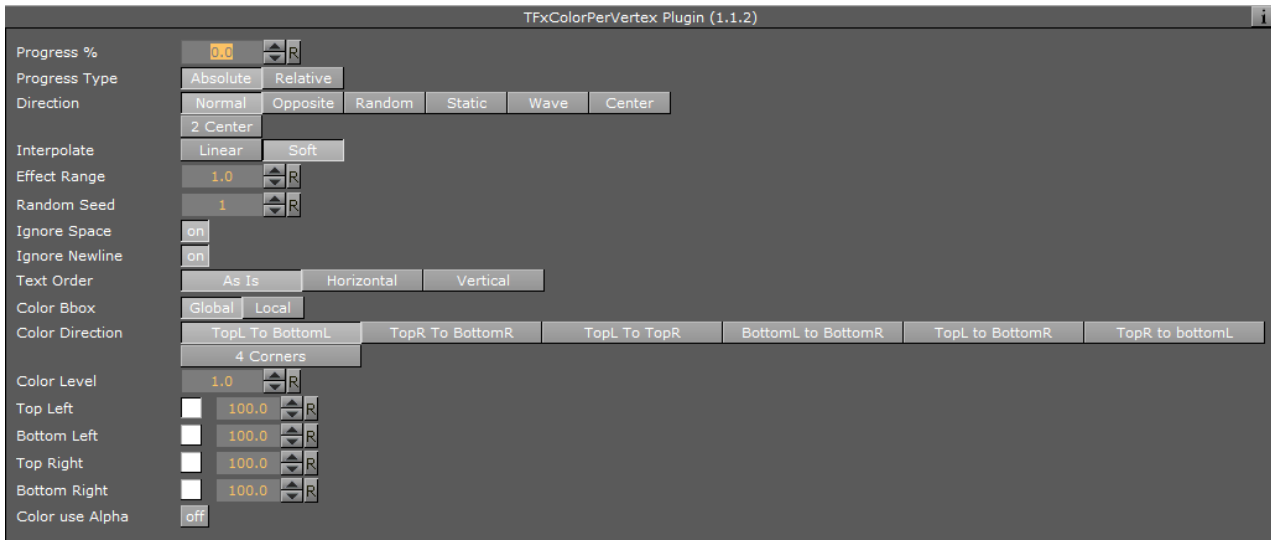 TFxColorPerVertex Plugin (1.1.2) i
Progress % 0.0 R
Progress Type Absolute Relative
Direction Normal Opposite Random Static Wave Center
2 Center
Interpolate Linear Soft
Effect Range 1.0 R
Random Seed 1 R
Ignore Space on
Ignore Newline on
Text Order As Is Horizontal Vertical
Color Bbox Global Local
Color Direction TopL To BottomL TopR To BottomR TopL To TopR BottomL to BottomR TopL to BottomR TopR to bottomL
4 Corners
Color Level 1.0 R
Top Left 100.0 R
Bottom Left 100.0 R
Top Right 100.0 R
Bottom Right 100.0 R
Color use Alpha off